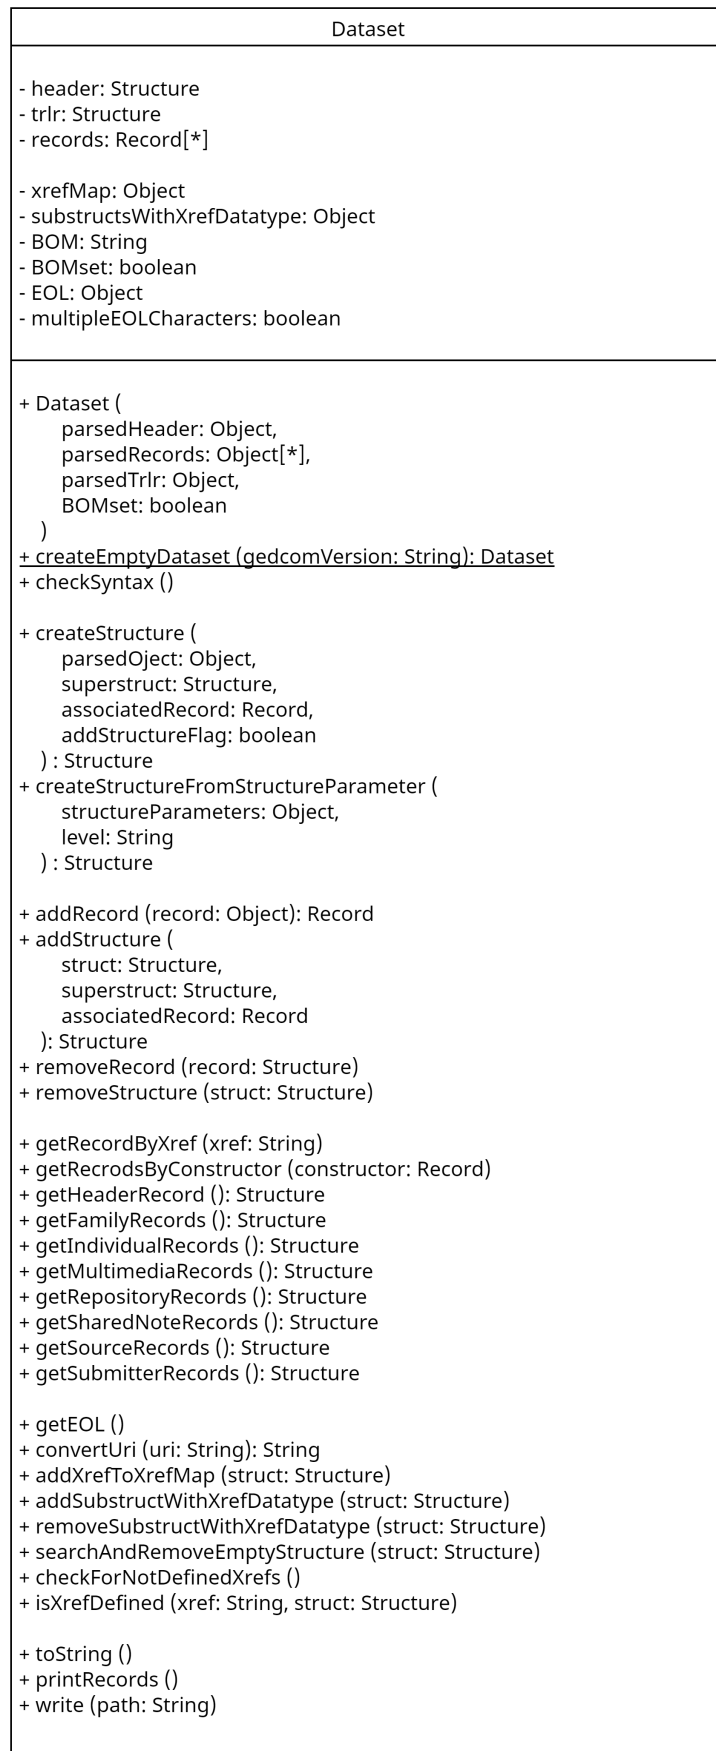 Dataset
- header: Structure
- trlr: Structure
- records: Record[*]
- xrefMap: Object
- substructsWithXrefDatatype: Object
- BOM: String
- BOMset: boolean
- EOL: Object
- multipleEOLCharacters: boolean
+ Dataset (
parsedHeader: Object,
parsedRecords: Object[*],
parsedTrlr: Object,
BOMset: boolean
)
+ createEmptyDataset (gedcomVersion: String): Dataset
+ checkSyntax ()
+ createStructure (
parsedOject: Object,
superstruct: Structure,
associatedRecord: Record,
addStructureFlag: boolean
) : Structure
+ createStructureFromStructureParameter (
structureParameters: Object,
level: String
) : Structure
+ addRecord (record: Object): Record
+ addStructure (
struct: Structure,
superstruct: Structure,
associatedRecord: Record
): Structure
+ removeRecord (record: Structure)
+ removeStructure (struct: Structure)
+ getRecordByXref (xref: String)
+ getRecrodsByConstructor (constructor: Record)
+ getHeaderRecord (): Structure
+ getFamilyRecords (): Structure
+ getIndividualRecords (): Structure
+ getMultimediaRecords (): Structure
+ getRepositoryRecords (): Structure
+ getSharedNoteRecords (): Structure
+ getSourceRecords (): Structure
+ getSubmitterRecords (): Structure
+ getEOL ()
+ convertUri (uri: String): String
+ addXrefToXrefMap (struct: Structure)
+ addSubstructWithXrefDatatype (struct: Structure)
+ removeSubstructWithXrefDatatype (struct: Structure)
+ searchAndRemoveEmptyStructure (struct: Structure)
+ checkForNotDefinedXrefs ()
+ isXrefDefined (xref: String, struct: Structure)
+ toString ()
+ printRecords ()
+ write (path: String)